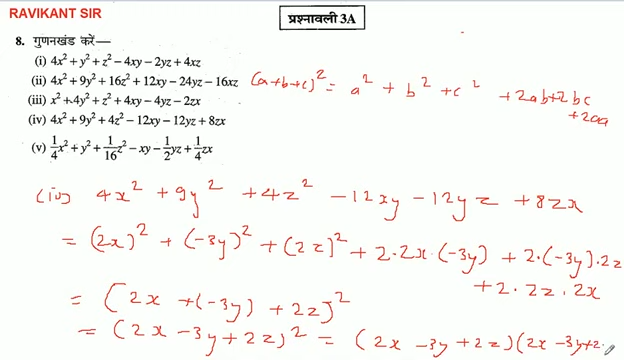 RAVIKANT SIR
प्रश्नावली 3A
8. गुणनखंड करें—
(i) 4x² + y² + z² − 4xy − 2yz + 4xz
(ii) 4x² + 9y² + 16z² + 12xy − 24yz − 16xz
(a+b+c)² = a² + b² + c² + 2ab+2bc
+2ca
(iii) x² + 4y² + z² + 4xy − 4yz − 2zx
(iv) 4x² + 9y² + 4z² − 12xy − 12yz + 8zx
(v) 1/4x² + y² + 1/16z² − xy − 1/2yz + 1/4zx
(iv) 4x² + 9y² + 4z² − 12xy − 12yz + 8zx
= (2x)² + (−3y)² + (2z)² + 2·2x·(−3y) + 2·(−3y)·2z
+ 2·2z·2x
= (2x +(−3y) + 2z)²
= (2x − 3y + 2z)² = (2x − 3y + 2z)(2x − 3y+2·